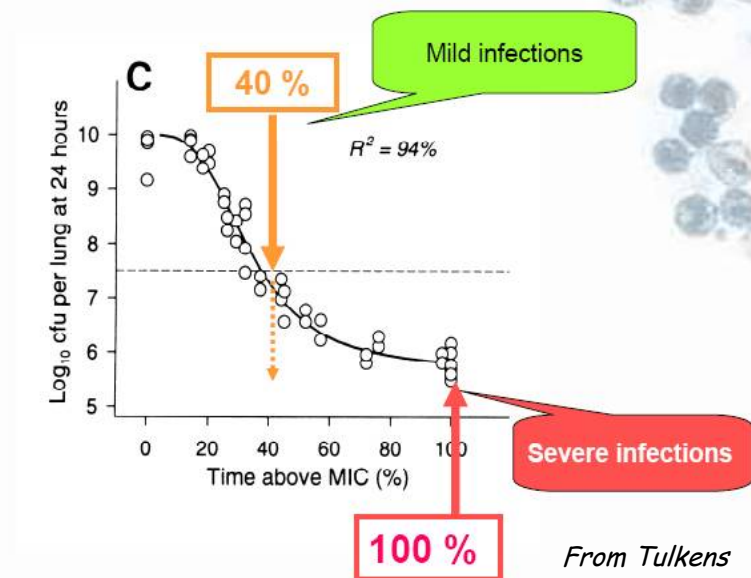 C
40 %
Mild infections
R² = 94%
Log₁₀ cfu per lung at 24 hours
10
9
8
7
6
5
0 20 40 60 80 100
Time above MIC (%)
Severe infections
100 %
From Tulkens